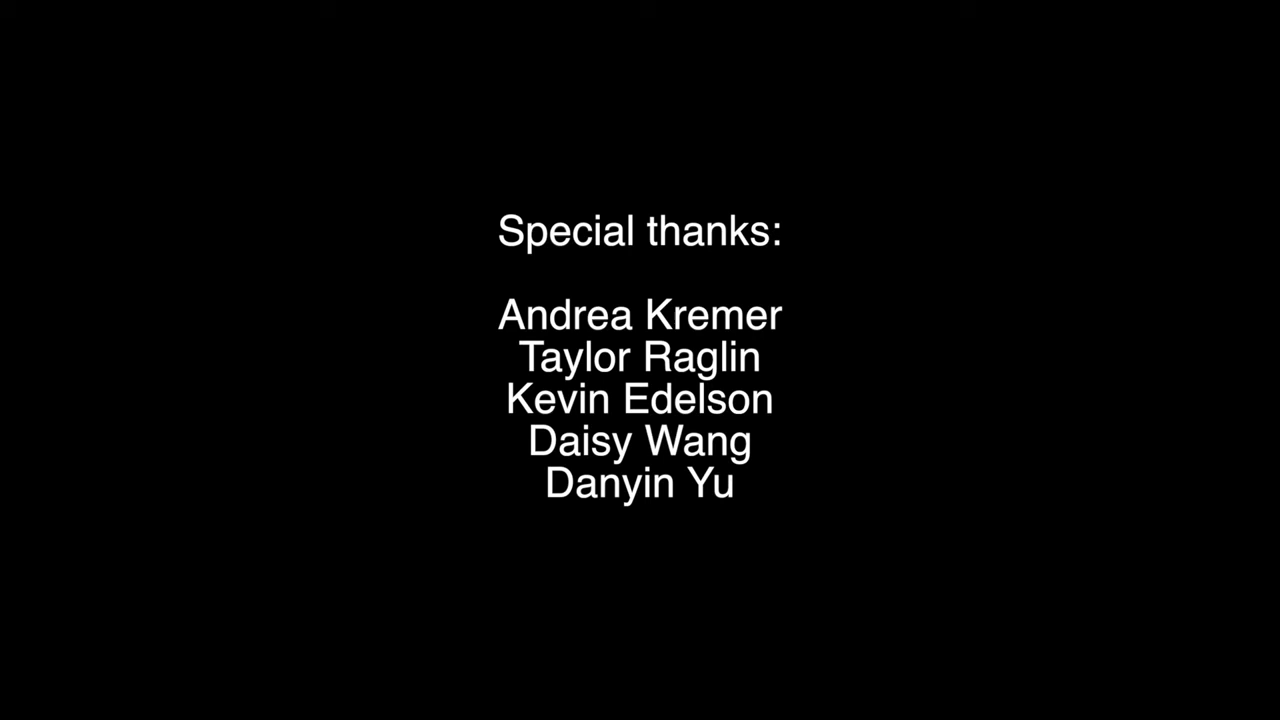 Special thanks:
Andrea Kremer
Taylor Raglin
Kevin Edelson
Daisy Wang
Danyin Yu